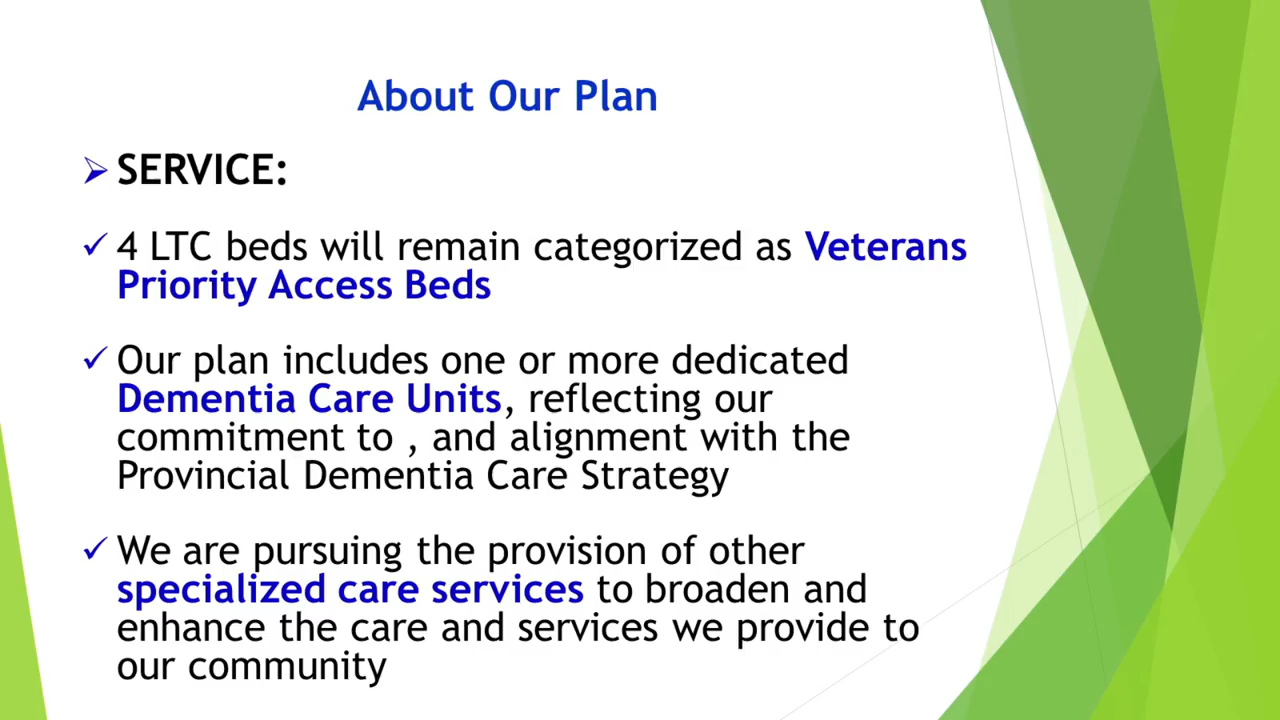 About Our Plan
SERVICE:
4 LTC beds will remain categorized as Veterans
Priority Access Beds
Our plan includes one or more dedicated
Dementia Care Units, reflecting our
commitment to , and alignment with the
Provincial Dementia Care Strategy
We are pursuing the provision of other
specialized care services to broaden and
enhance the care and services we provide to
our community